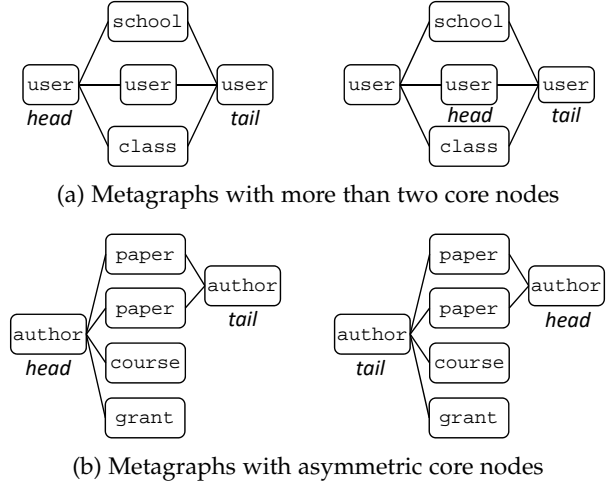 school school
user user user user user user
head tail head tail
class class
(a) Metagraphs with more than two core nodes
paper paper
author author
paper tail paper head
author author
head course tail course
grant grant
(b) Metagraphs with asymmetric core nodes